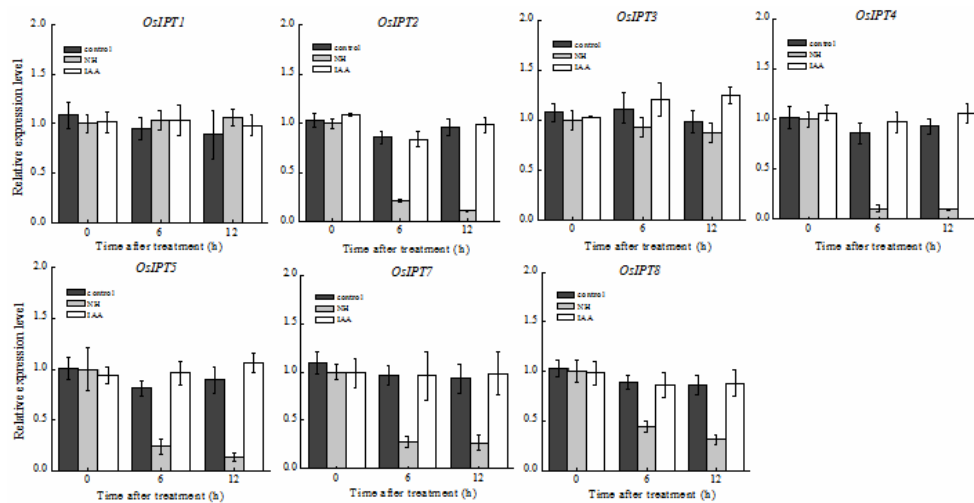 OsIPT1
Relative expression level
2.0
1.5
1.0
0.5
0.0
control
NH
IAA
0
6
12
Time after treatment (h)
OsIPT2
2.0
1.5
1.0
0.5
0.0
control
NH
IAA
0
6
12
Time after treatment (h)
OsIPT3
2.0
1.5
1.0
0.5
0.0
control
NH
IAA
0
6
12
Time after treatment (h)
OsIPT4
2.0
1.5
1.0
0.5
0.0
control
NH
IAA
0
6
12
Time after treatment (h)
OsIPT5
Relative expression level
2.0
1.5
1.0
0.5
0.0
control
NH
IAA
0
6
12
Time after treatment (h)
OsIPT7
2.0
1.5
1.0
0.5
0.0
control
NH
IAA
0
6
12
Time after treatment (h)
OsIPT8
2.0
1.5
1.0
0.5
0.0
control
NH
IAA
0
6
12
Time after treatment (h)